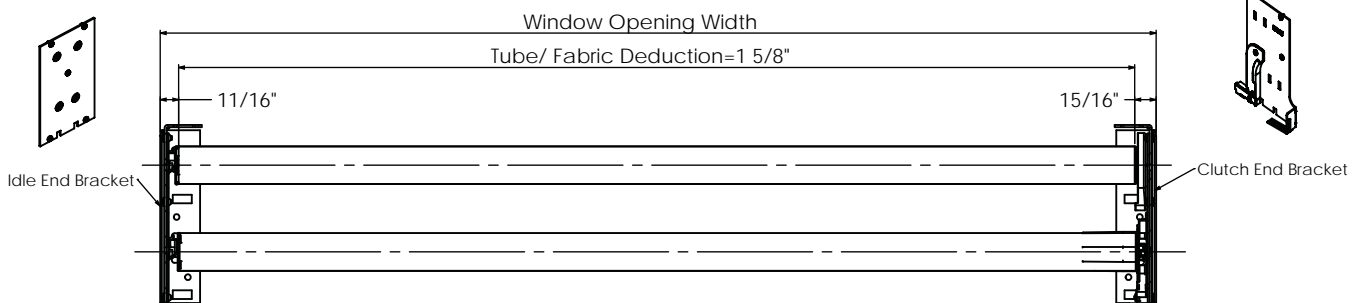 Window Opening Width
Tube/ Fabric Deduction=1 5/8"
11/16"
15/16"
Idle End Bracket
Clutch End Bracket